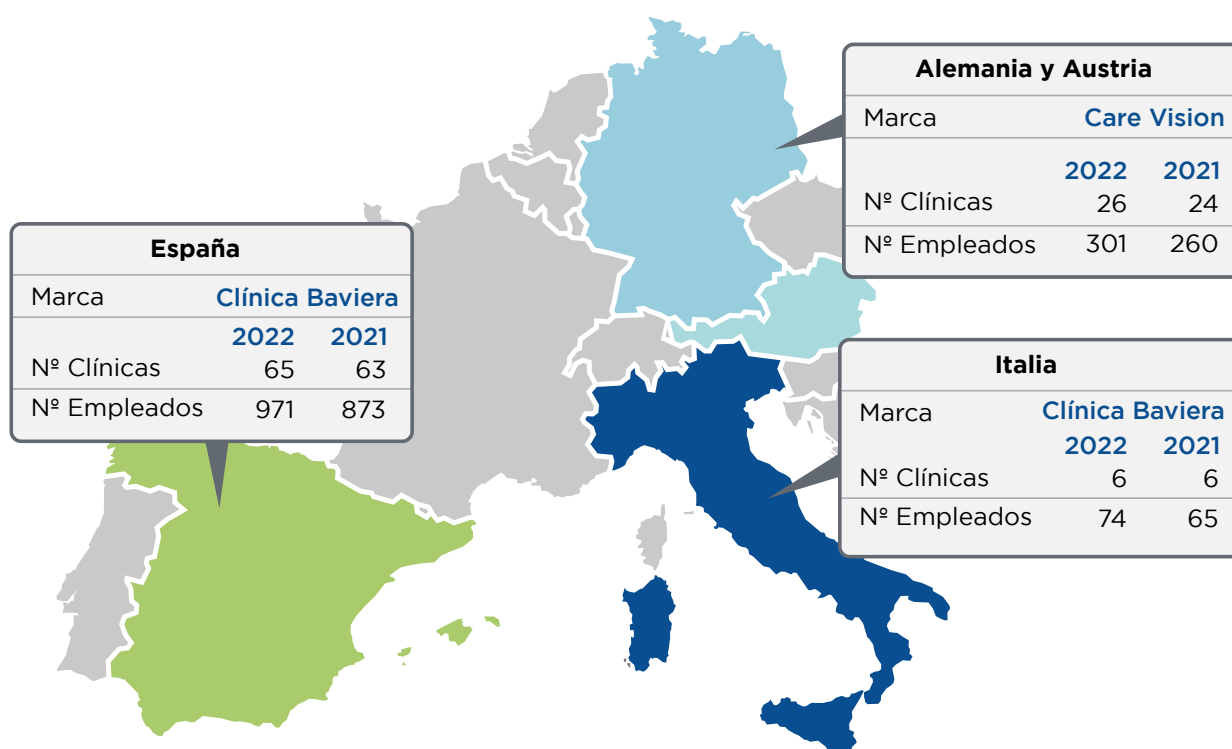 Alemania y Austria
Marca Care Vision
2022 2021
Nº Clínicas 26 24
Nº Empleados 301 260
España
Marca Clínica Baviera
2022 2021
Nº Clínicas 65 63
Nº Empleados 971 873
Italia
Marca Clínica Baviera
2022 2021
Nº Clínicas 6 6
Nº Empleados 74 65